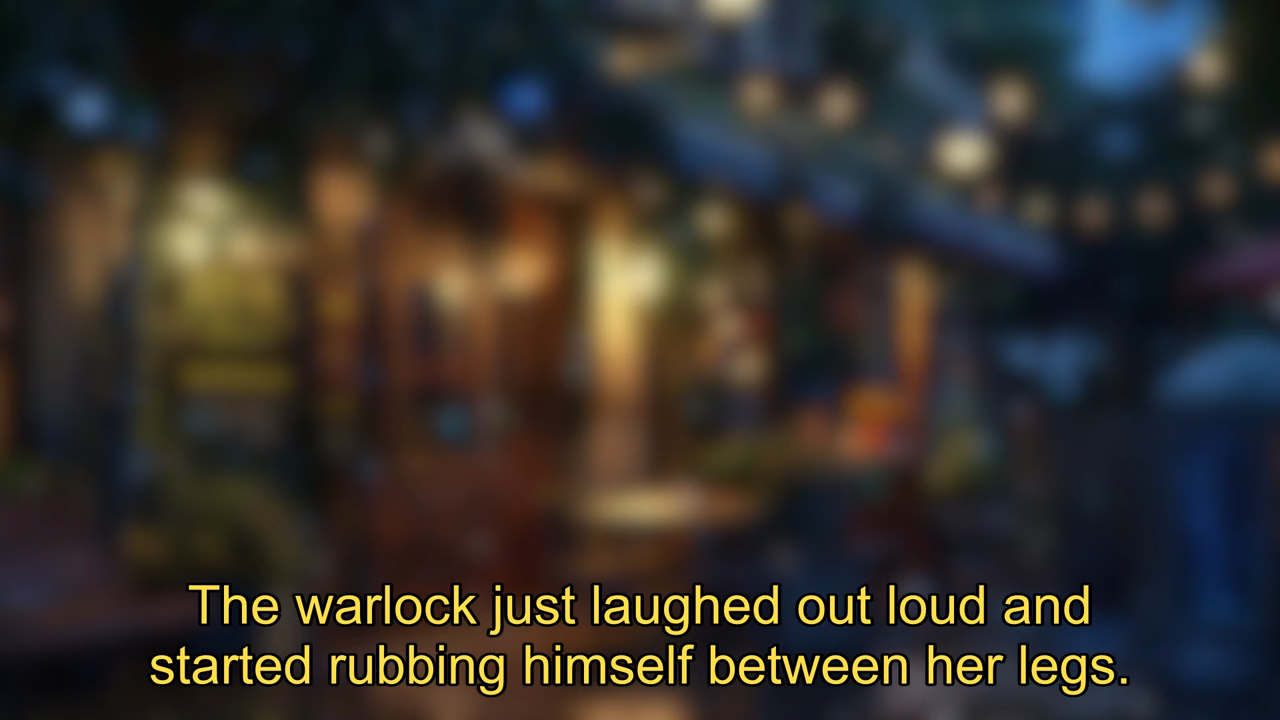 The warlock just laughed out loud and
started rubbing himself between her legs.